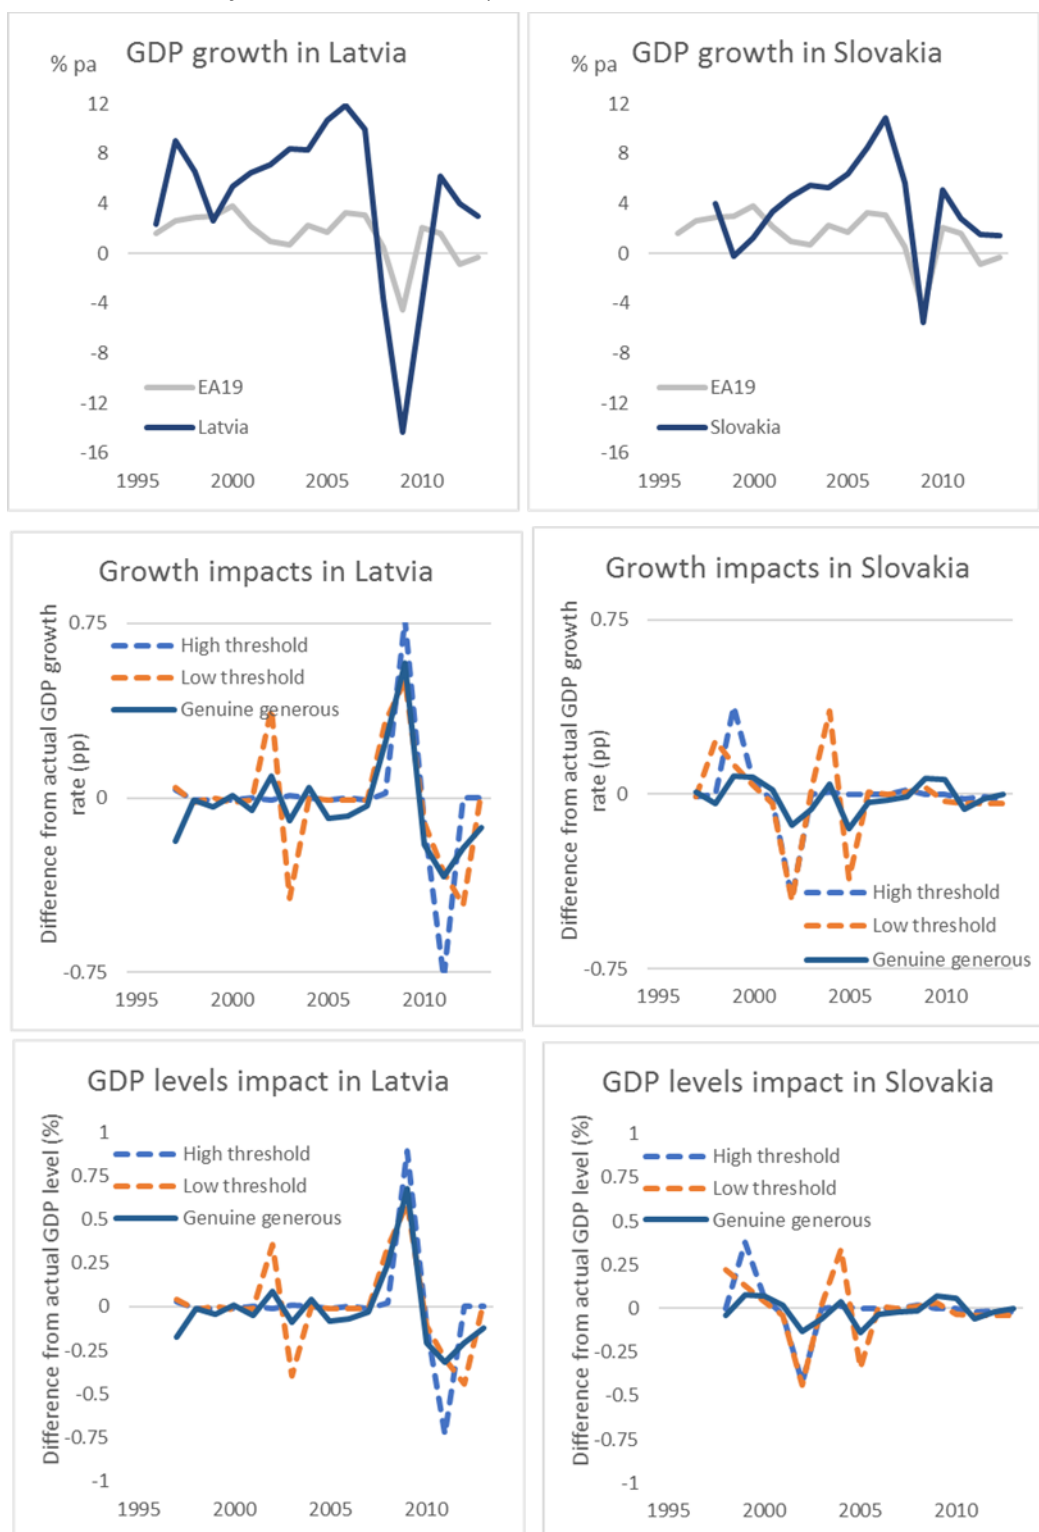 GDP growth in Latvia
% pa
12
8
4
0
-4
-8
-12
-16
EA19
Latvia
1995 2000 2005 2010
GDP growth in Slovakia
% pa
12
8
4
0
-4
-8
-12
-16
EA19
Slovakia
1995 2000 2005 2010
Growth impacts in Latvia
Difference from actual GDP growth
rate (pp)
0.75
0
-0.75
High threshold
Low threshold
Genuine generous
1995 2000 2005 2010
Growth impacts in Slovakia
Difference from actual GDP growth
rate (pp)
0.75
0
-0.75
High threshold
Low threshold
Genuine generous
1995 2000 2005 2010
GDP levels impact in Latvia
Difference from actual GDP level (%)
1
0.75
0.5
0.25
0
-0.25
-0.5
-0.75
-1
High threshold
Low threshold
Genuine generous
1995 2000 2005 2010
GDP levels impact in Slovakia
Difference from actual GDP level (%)
1
0.75
0.5
0.25
0
-0.25
-0.5
-0.75
-1
High threshold
Low threshold
Genuine generous
1995 2000 2005 2010